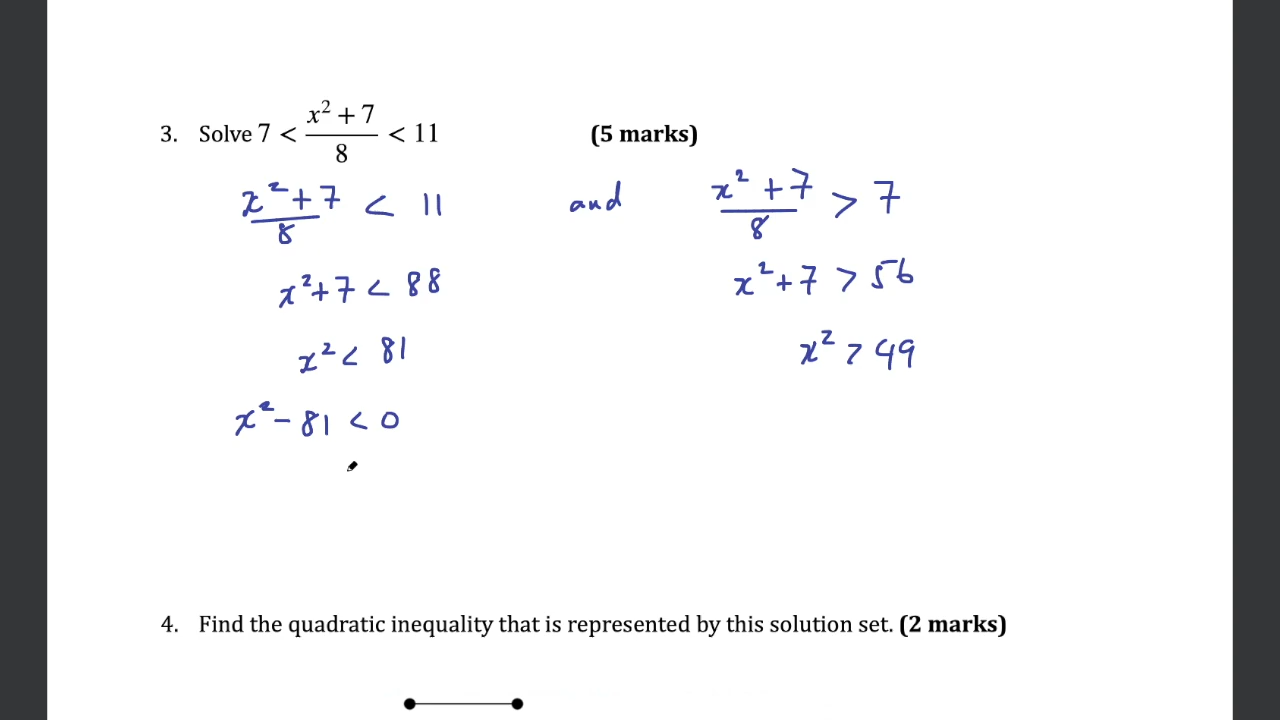 3. Solve 7 < (x² + 7)/8 < 11 (5 marks)
(x² + 7)/8 < 11 and (x² + 7)/8 > 7
x² + 7 < 88 x² + 7 > 56
x² < 81 x² > 49
x² - 81 < 0
4. Find the quadratic inequality that is represented by this solution set. (2 marks)